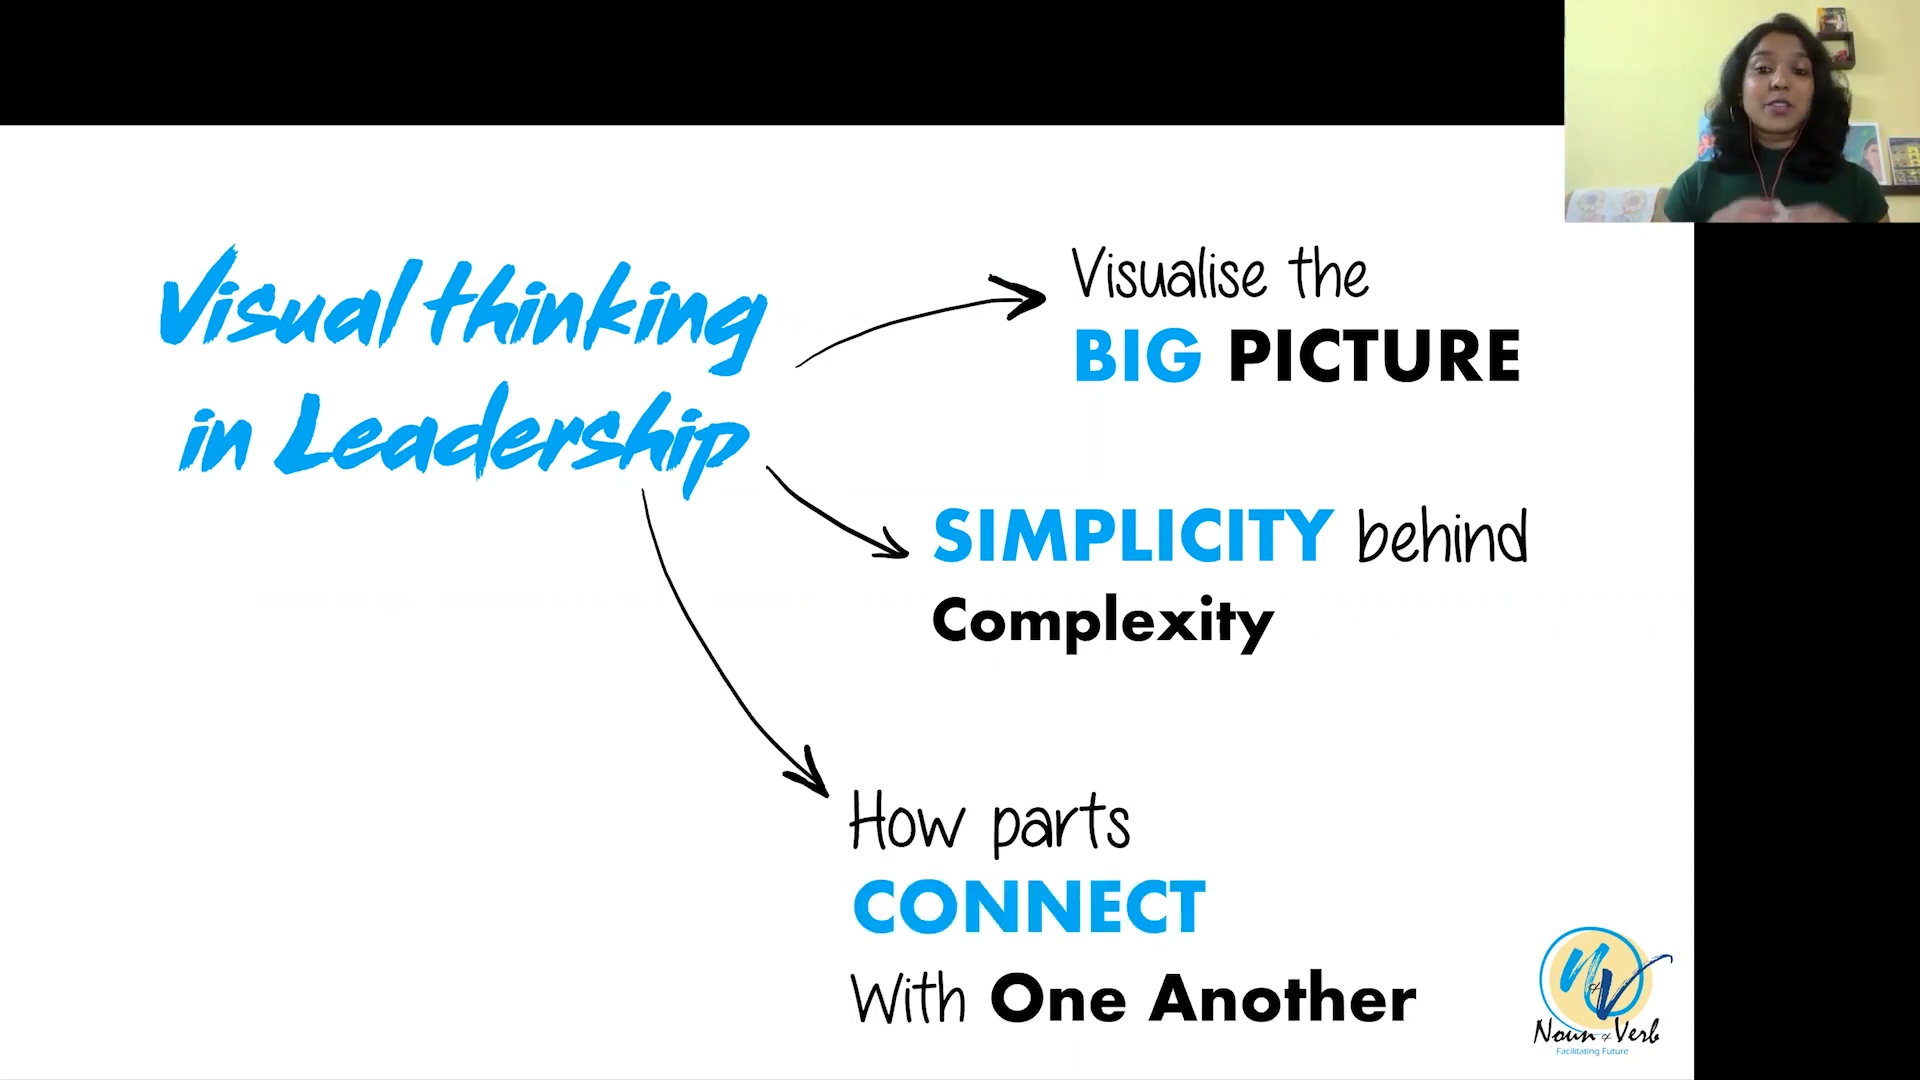 Visual thinking
in Leadership
Visualise the
BIG PICTURE
SIMPLICITY behind
Complexity
How parts
CONNECT
With One Another
N & V
Noun & Verb
Facilitating Future